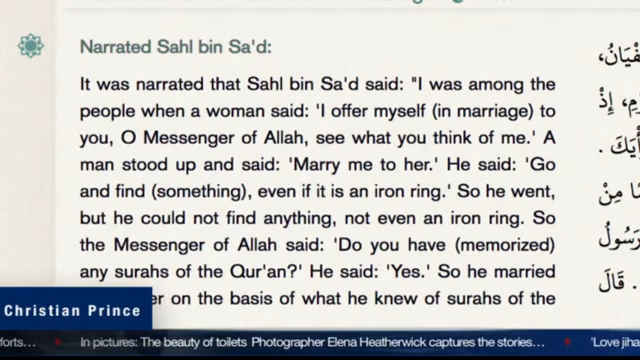 Narrated Sahl bin Sa'd:
It was narrated that Sahl bin Sa'd said: "I was among the
people when a woman said: 'I offer myself (in marriage) to
you, O Messenger of Allah, see what you think of me.' A
man stood up and said: 'Marry me to her.' He said: 'Go
and find (something), even if it is an iron ring.' So he went,
but he could not find anything, not even an iron ring. So
the Messenger of Allah said: 'Do you have (memorized)
any surahs of the Qur'an?' He said: 'Yes.' So he married
on the basis of what he knew of surahs of the
إِذْ
مِنْ
قَالَ
Christian Prince
In pictures: The beauty of toilets Photographer Elena Heatherwick captures the stories… 'Love